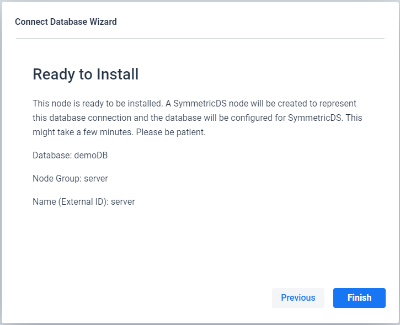 Connect Database Wizard
Ready to Install
This node is ready to be installed. A SymmetricDS node will be created to represent
this database connection and the database will be configured for SymmetricDS. This
might take a few minutes. Please be patient.
Database: demoDB
Node Group: server
Name (External ID): server
Previous
Finish